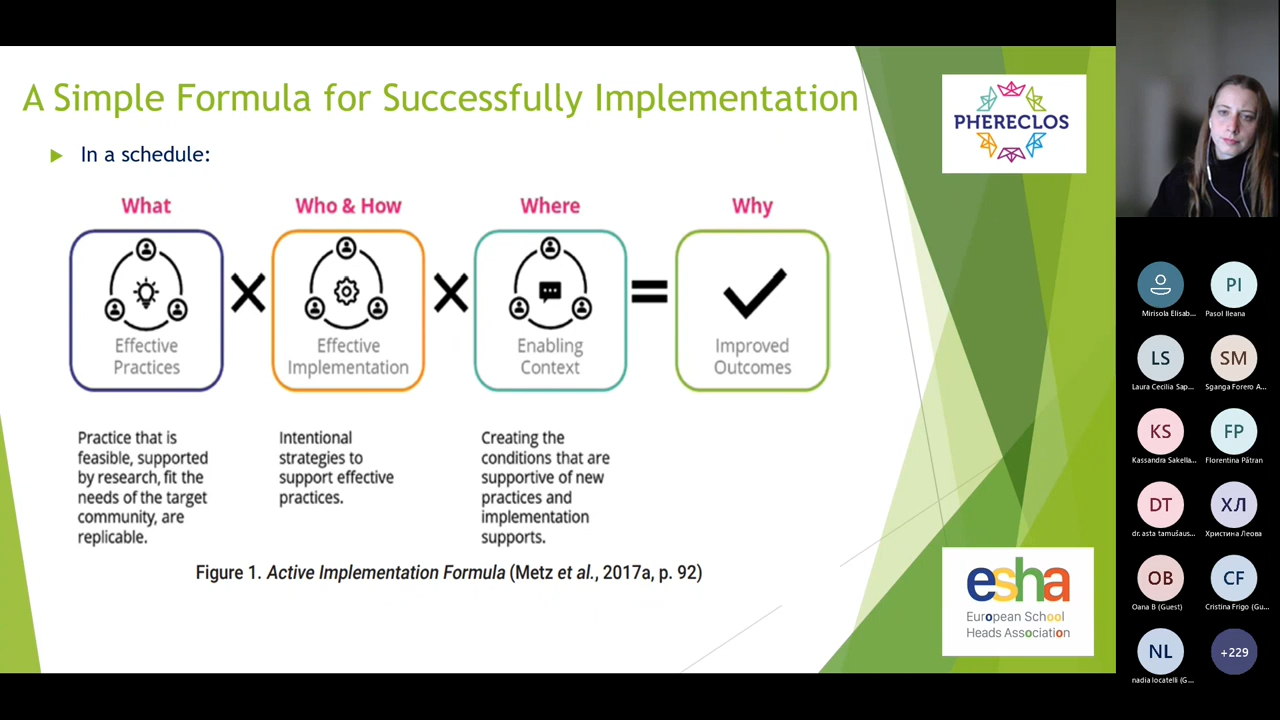 A Simple Formula for Successfully Implementation
In a schedule:
What
Who & How
Where
Why
Effective
Practices
Effective
Implementation
Enabling
Context
Improved
Outcomes
Practice that is
feasible, supported
by research, fit the
needs of the target
community, are
replicable.
Intentional
strategies to
support effective
practices.
Creating the
conditions that are
supportive of new
practices and
implementation
supports.
Figure 1. Active Implementation Formula (Metz et al., 2017a, p. 92)
PHERECLOS
esha
European School
Heads Association
Mirisola Elisab...
PI
Pasol Ileana
LS
Laura Cecilia Sap...
SM
Sganga Forero A...
KS
Kassandra Sakella...
FP
Florentina Pătran
DT
dr. asta tamušaus...
ХЛ
Христина Леова
OB
Oana B (Guest)
CF
Cristina Frigo (Gu...
NL
nadia locatelli (G...
+229